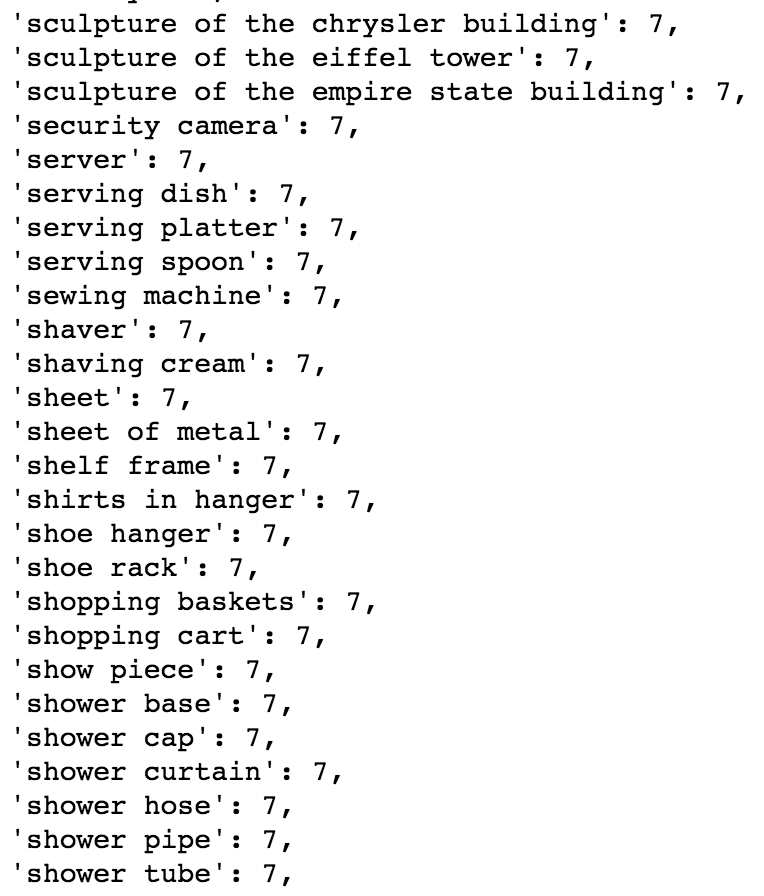 'sculpture of the chrysler building': 7,
'sculpture of the eiffel tower': 7,
'sculpture of the empire state building': 7,
'security camera': 7,
'server': 7,
'serving dish': 7,
'serving platter': 7,
'serving spoon': 7,
'sewing machine': 7,
'shaver': 7,
'shaving cream': 7,
'sheet': 7,
'sheet of metal': 7,
'shelf frame': 7,
'shirts in hanger': 7,
'shoe hanger': 7,
'shoe rack': 7,
'shopping baskets': 7,
'shopping cart': 7,
'show piece': 7,
'shower base': 7,
'shower cap': 7,
'shower curtain': 7,
'shower hose': 7,
'shower pipe': 7,
'shower tube': 7,